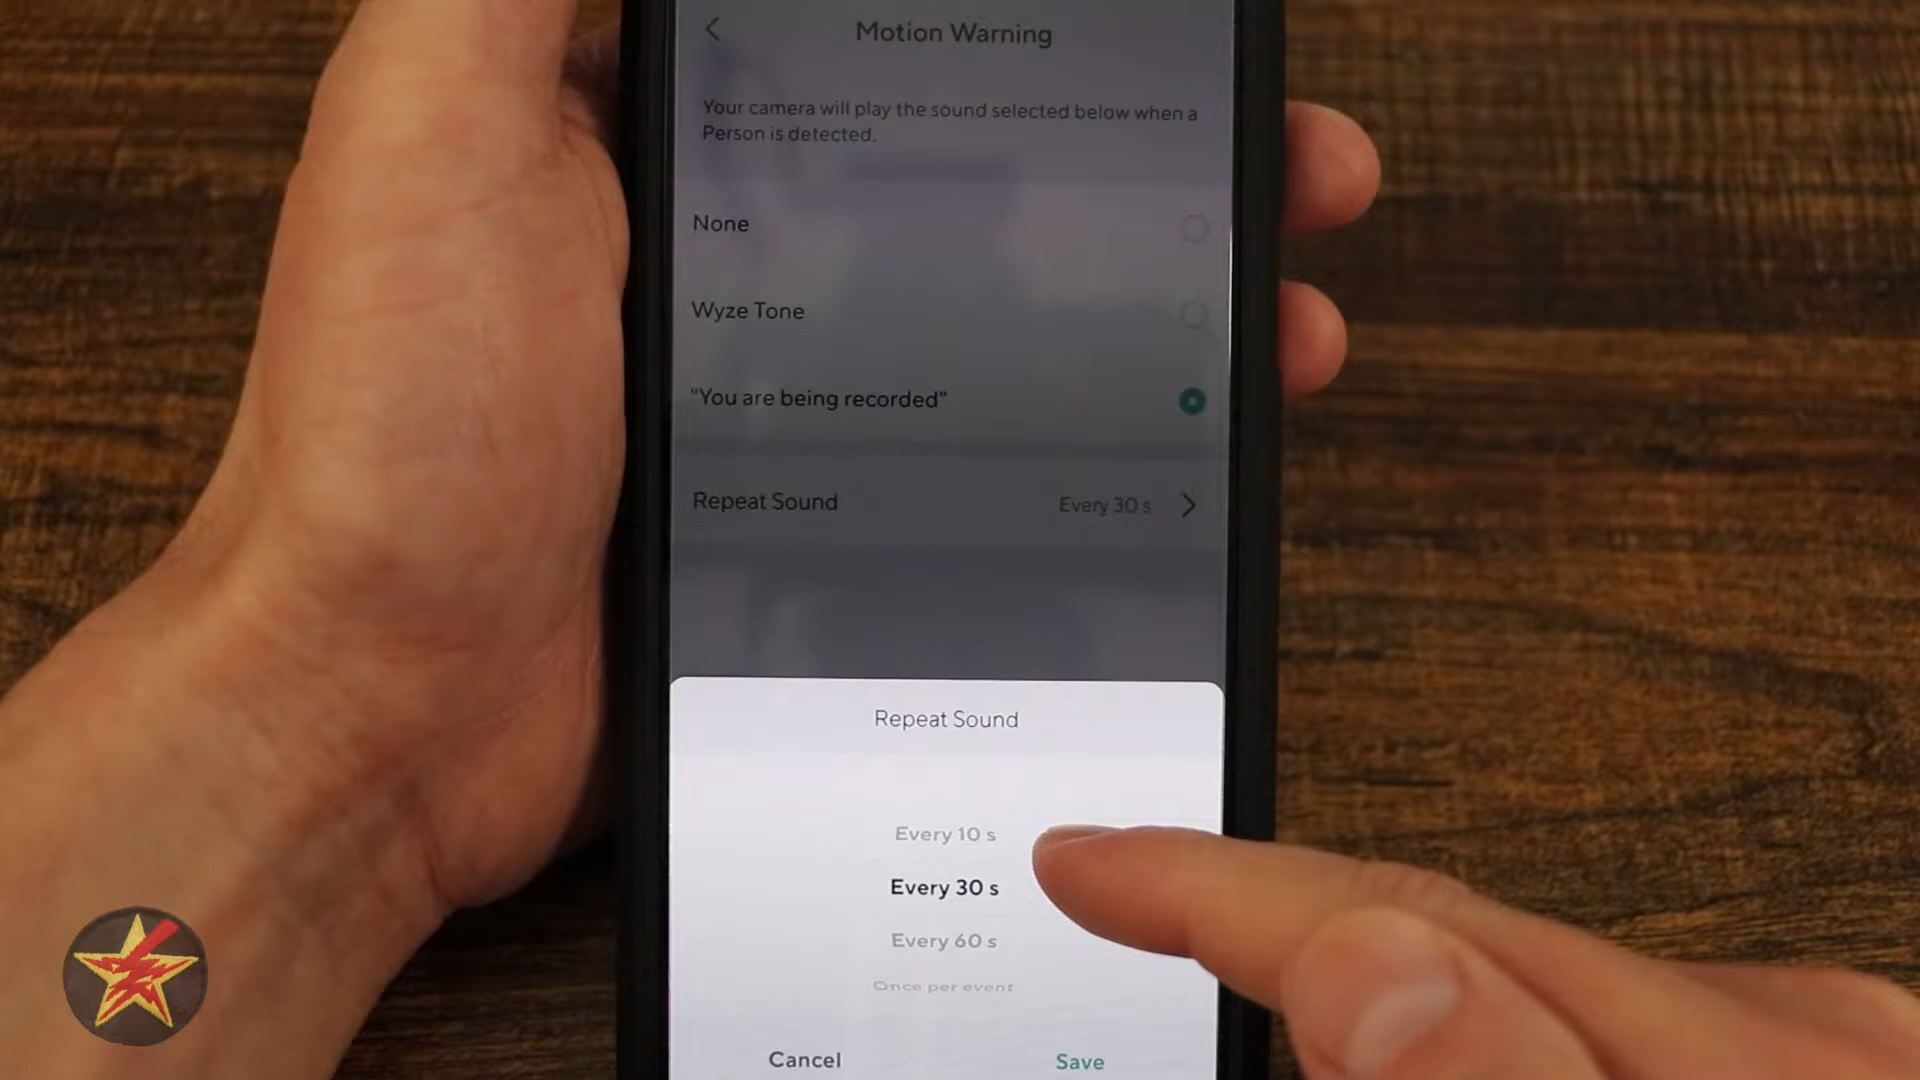 Motion Warning
Your camera will play the sound selected below when a
Person is detected.
None
Wyze Tone
"You are being recorded"
Repeat Sound
Every 30 s
Repeat Sound
Every 10 s
Every 30 s
Every 60 s
Once per event
Cancel
Save